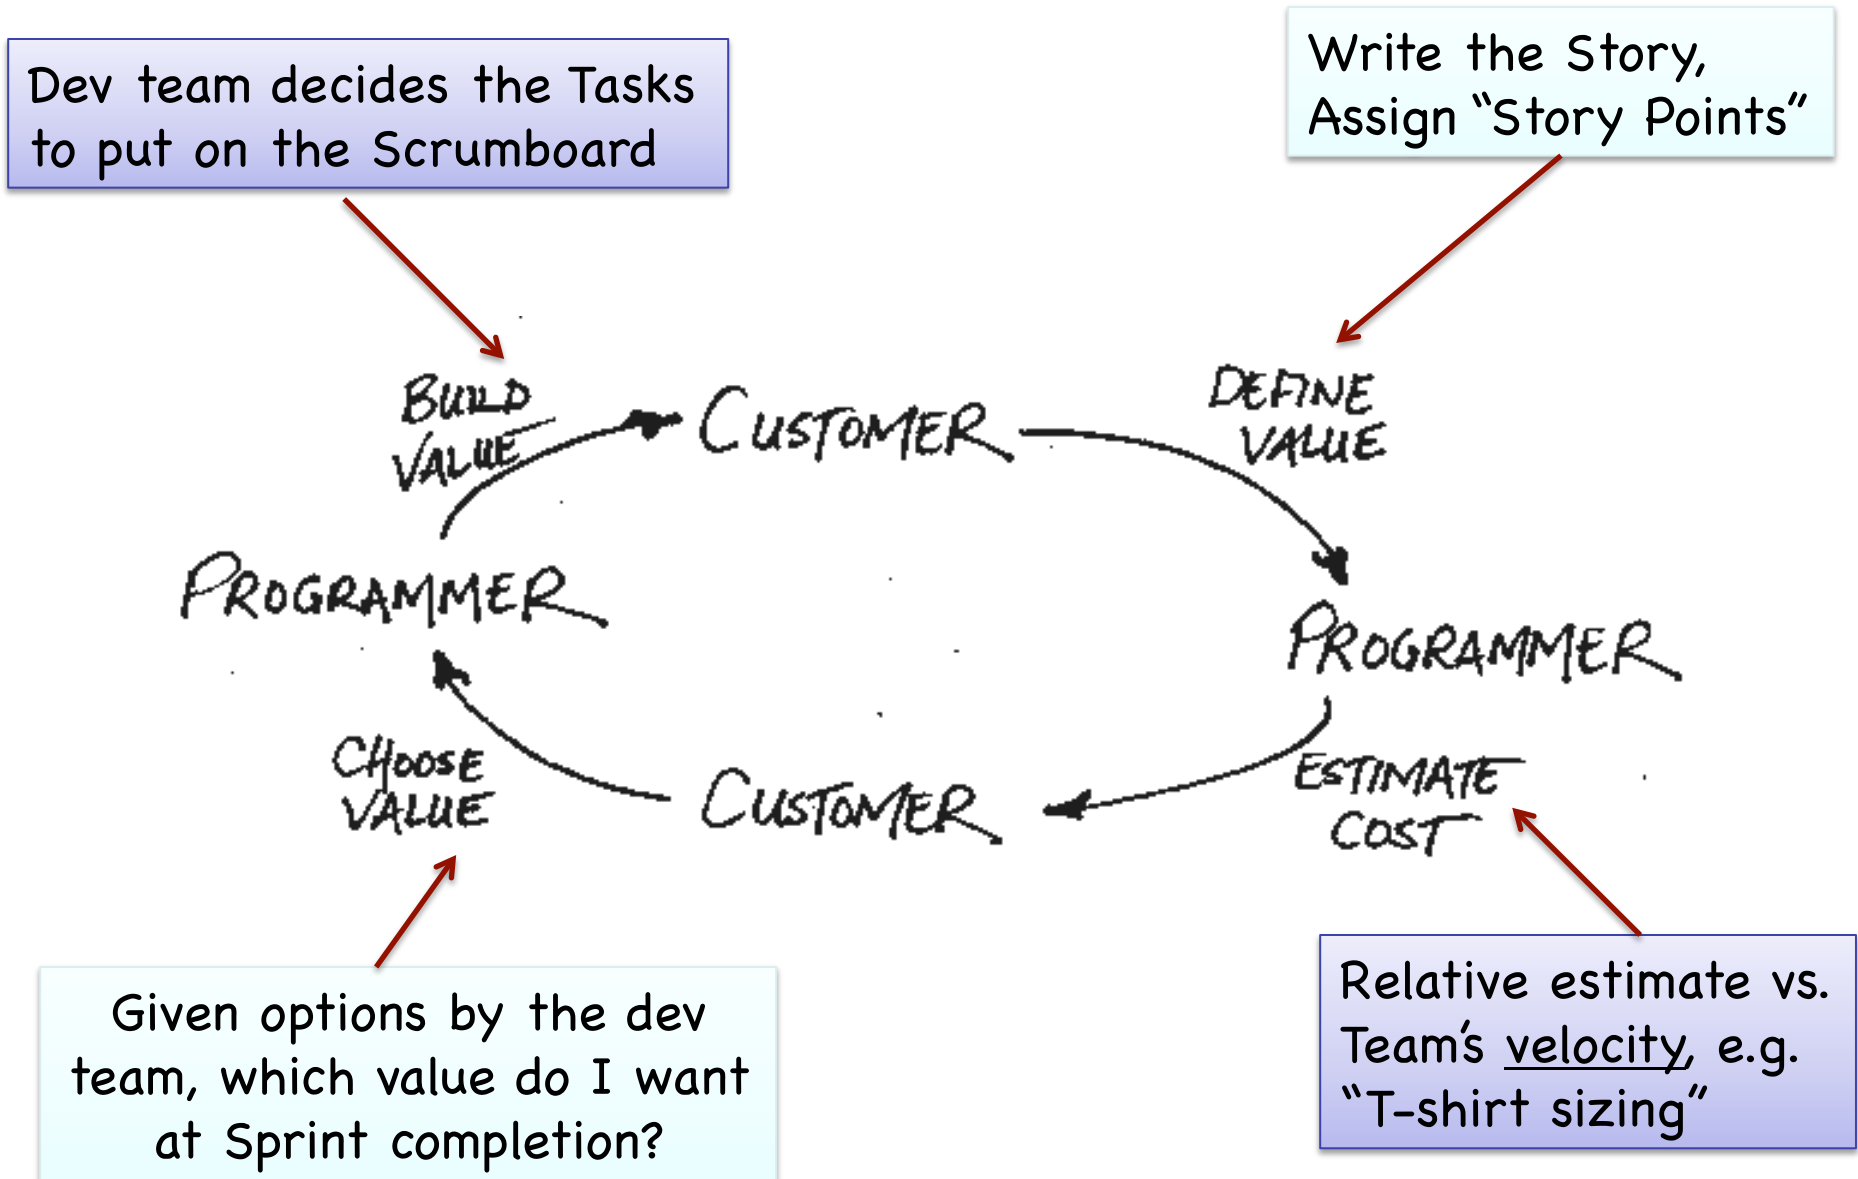 Dev team decides the Tasks
to put on the Scrumboard
Write the Story,
Assign “Story Points”
BUILD
VALUE
CUSTOMER
DEFINE
VALUE
PROGRAMMER
PROGRAMMER
CHOOSE
VALUE
CUSTOMER
ESTIMATE
COST
Given options by the dev
team, which value do I want
at Sprint completion?
Relative estimate vs.
Team’s velocity, e.g.
“T-shirt sizing”